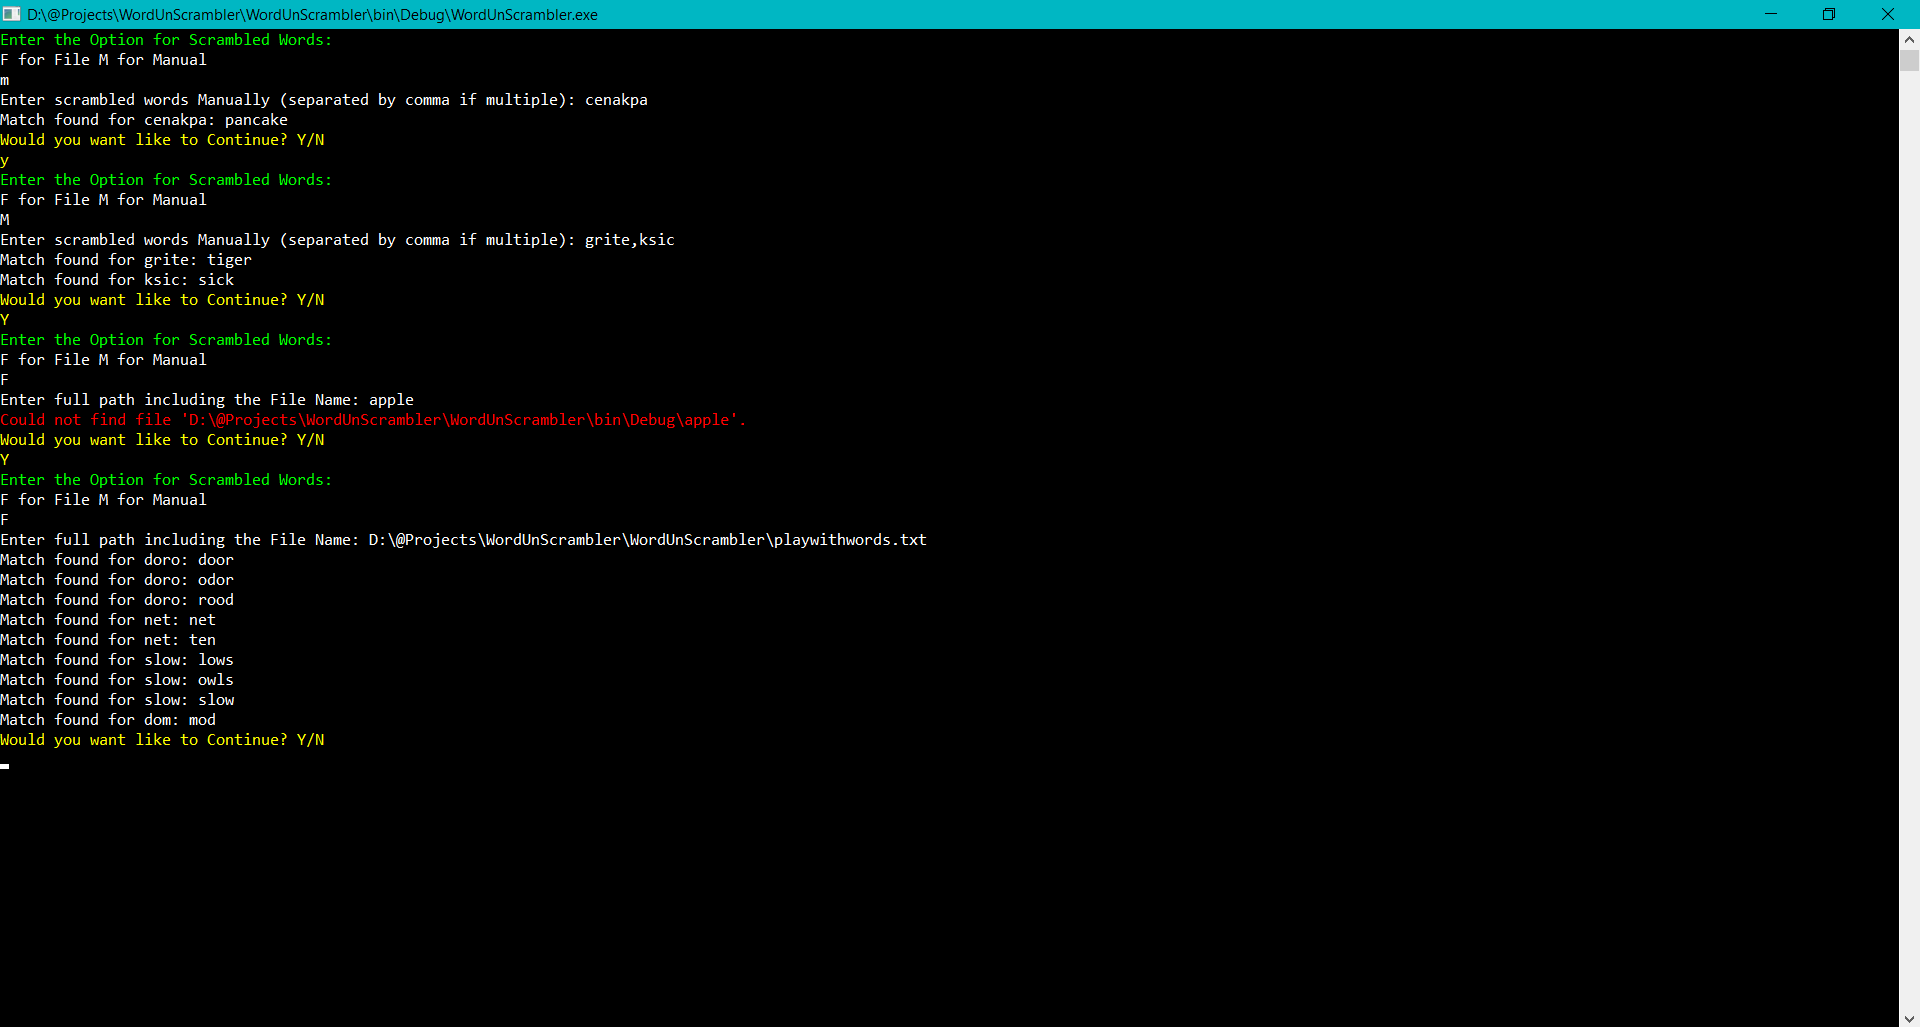 D:\@Projects\WordUnScrambler\WordUnScrambler\bin\Debug\WordUnScrambler.exe
Enter the Option for Scrambled Words:
F for File M for Manual
m
Enter scrambled words Manually (separated by comma if multiple): cenakpa
Match found for cenakpa: pancake
Would you want like to Continue? Y/N
y
Enter the Option for Scrambled Words:
F for File M for Manual
M
Enter scrambled words Manually (separated by comma if multiple): grite,ksic
Match found for grite: tiger
Match found for ksic: sick
Would you want like to Continue? Y/N
Y
Enter the Option for Scrambled Words:
F for File M for Manual
F
Enter full path including the File Name: apple
Could not find file 'D:\@Projects\WordUnScrambler\WordUnScrambler\bin\Debug\apple'.
Would you want like to Continue? Y/N
Y
Enter the Option for Scrambled Words:
F for File M for Manual
F
Enter full path including the File Name: D:\@Projects\WordUnScrambler\WordUnScrambler\playwithwords.txt
Match found for doro: door
Match found for doro: odor
Match found for doro: rood
Match found for net: net
Match found for net: ten
Match found for slow: lows
Match found for slow: owls
Match found for slow: slow
Match found for dom: mod
Would you want like to Continue? Y/N